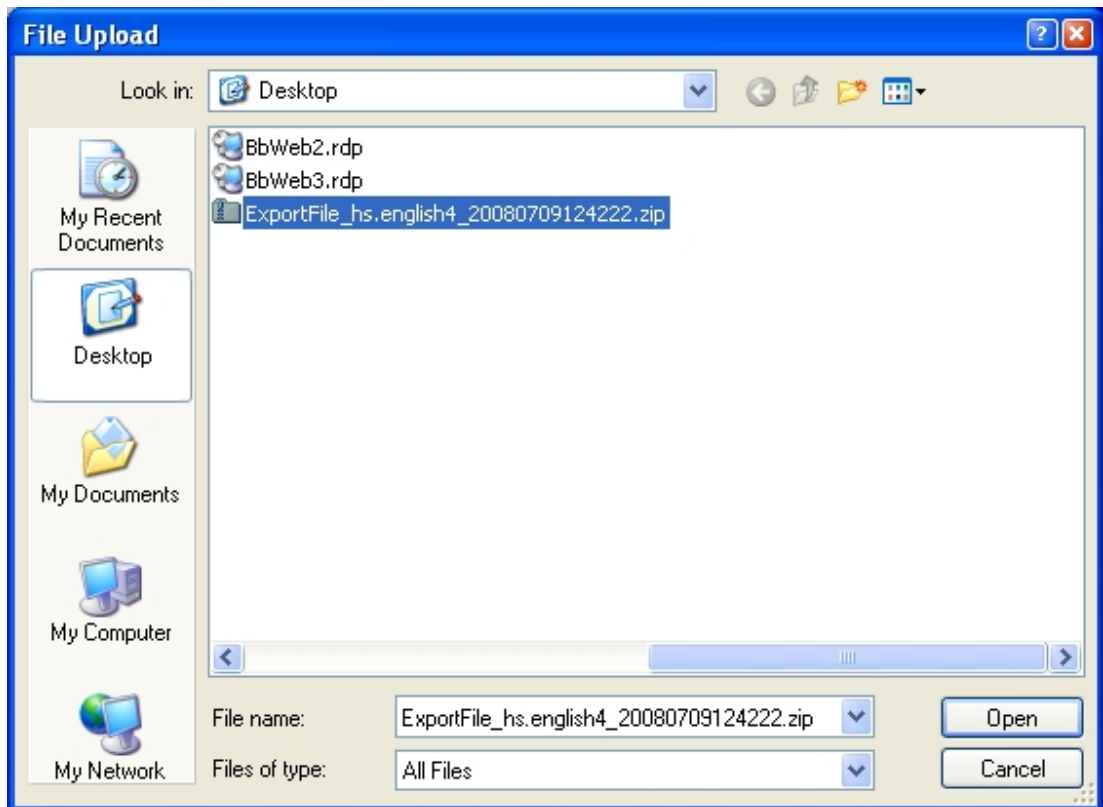 File Upload
Look in: Desktop
BbWeb2.rdp
BbWeb3.rdp
ExportFile_hs.english4_20080709124222.zip
My Recent
Documents
Desktop
My Documents
My Computer
My Network
File name: ExportFile_hs.english4_20080709124222.zip Open
Files of type: All Files Cancel